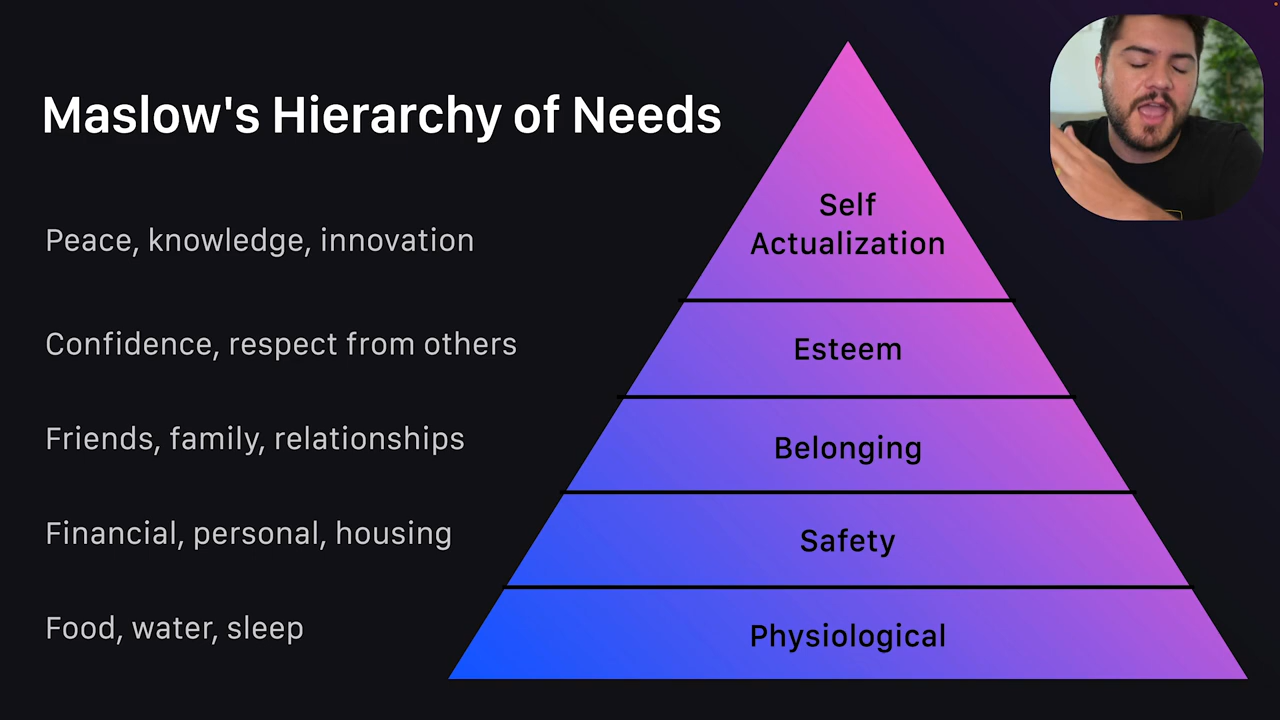 Maslow's Hierarchy of Needs
Self
Actualization
Peace, knowledge, innovation
Esteem
Confidence, respect from others
Belonging
Friends, family, relationships
Safety
Financial, personal, housing
Physiological
Food, water, sleep